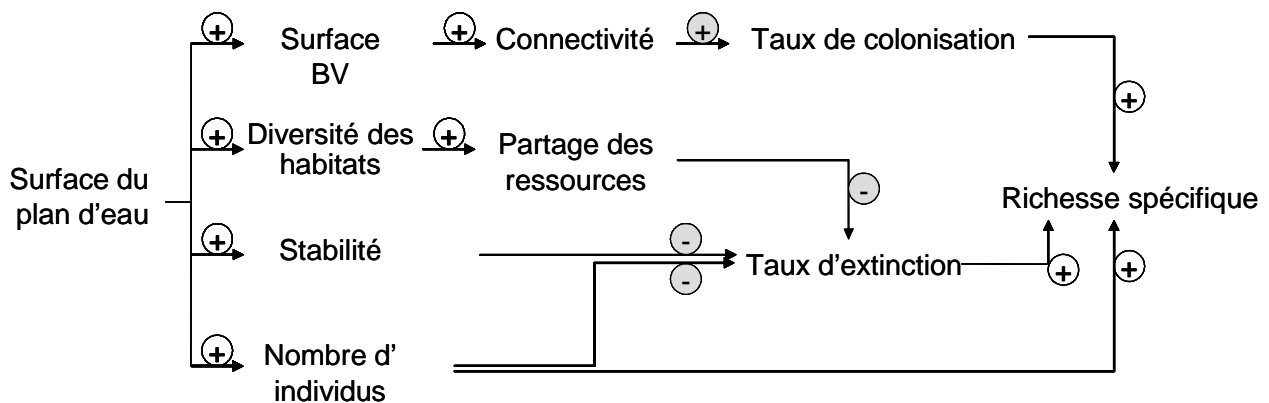 +
Surface
BV
+
Connectivité
+
Taux de colonisation
+
+
Diversité des
habitats
+
Partage des
ressources
-
Surface du
plan d'eau
Richesse spécifique
+
Stabilité
-
-
Taux d'extinction
+
+
+
Nombre d'
individus